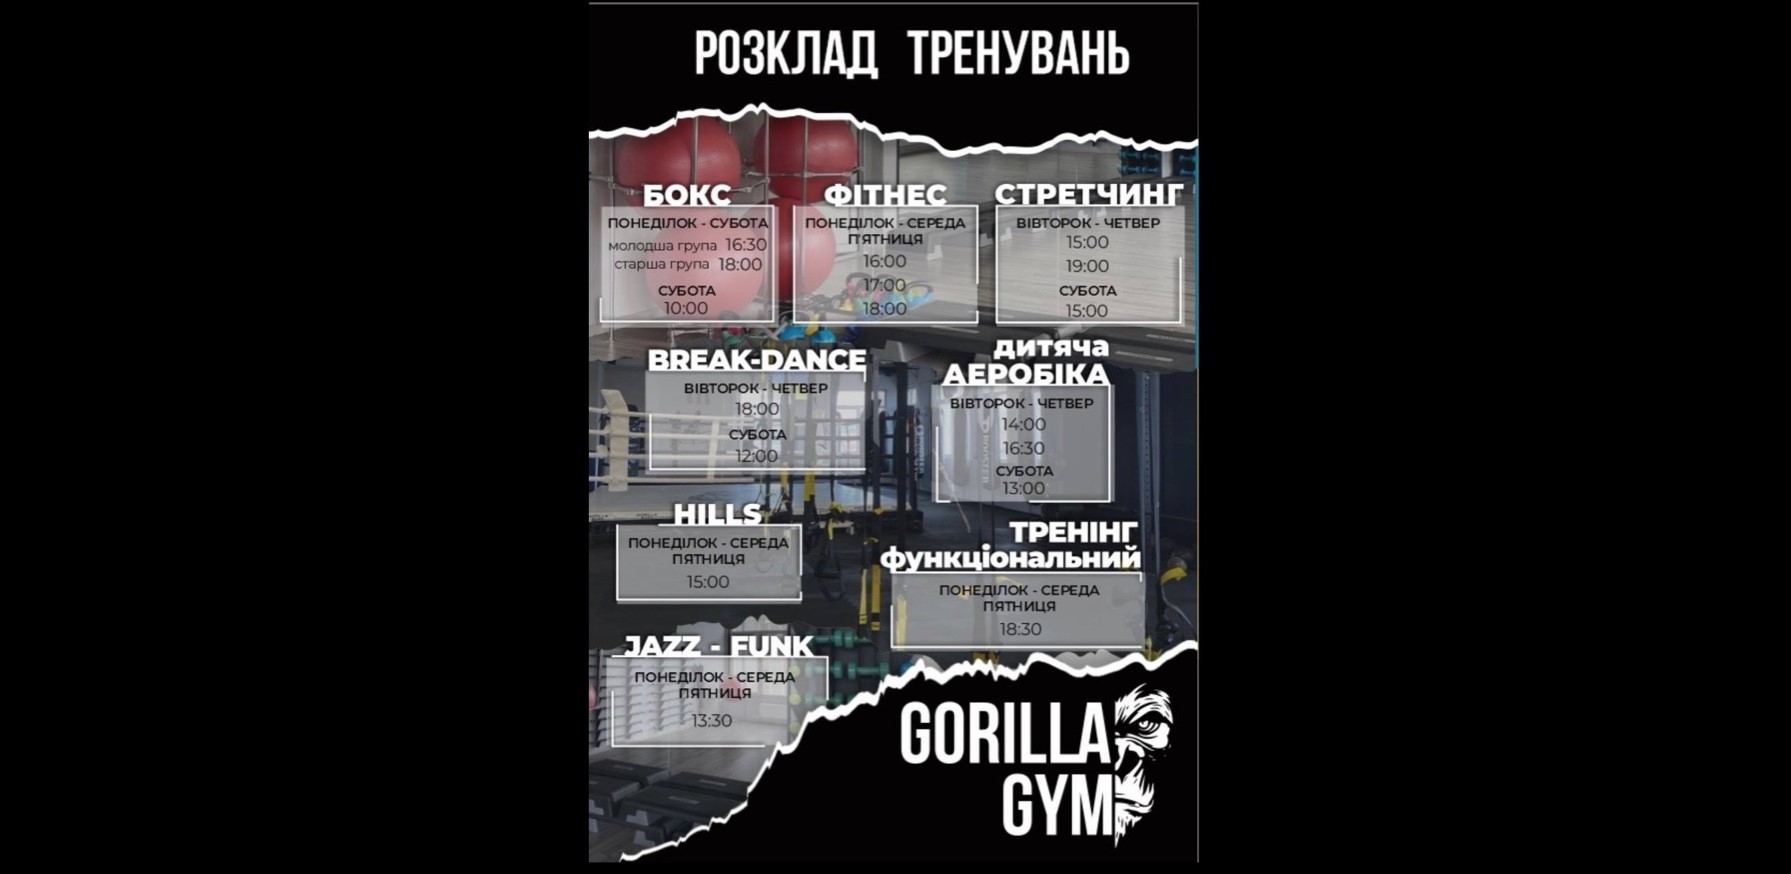 РОЗКЛАД ТРЕНУВАНЬ
БОКС
ПОНЕДІЛОК - СУБОТА
молодша група 16:30
старша група 18:00
СУБОТА
10:00
ФІТНЕС
ПОНЕДІЛОК - СЕРЕДА
П'ЯТНИЦЯ
16:00
17:00
18:00
СТРЕТЧИНГ
ВІВТОРОК - ЧЕТВЕР
15:00
19:00
СУБОТА
15:00
BREAK-DANCE
ВІВТОРОК - ЧЕТВЕР
18:00
СУБОТА
12:00
дитяча
АЕРОБІКА
ВІВТОРОК - ЧЕТВЕР
14:00
16:30
СУБОТА
13:00
HILLS
ПОНЕДІЛОК - СЕРЕДА
ПЯТНИЦЯ
15:00
ТРЕНІНГ
функціональний
ПОНЕДІЛОК - СЕРЕДА
ПЯТНИЦЯ
18:30
JAZZ - FUNK
ПОНЕДІЛОК - СЕРЕДА
ПЯТНИЦЯ
13:30
GORILLA
GYM